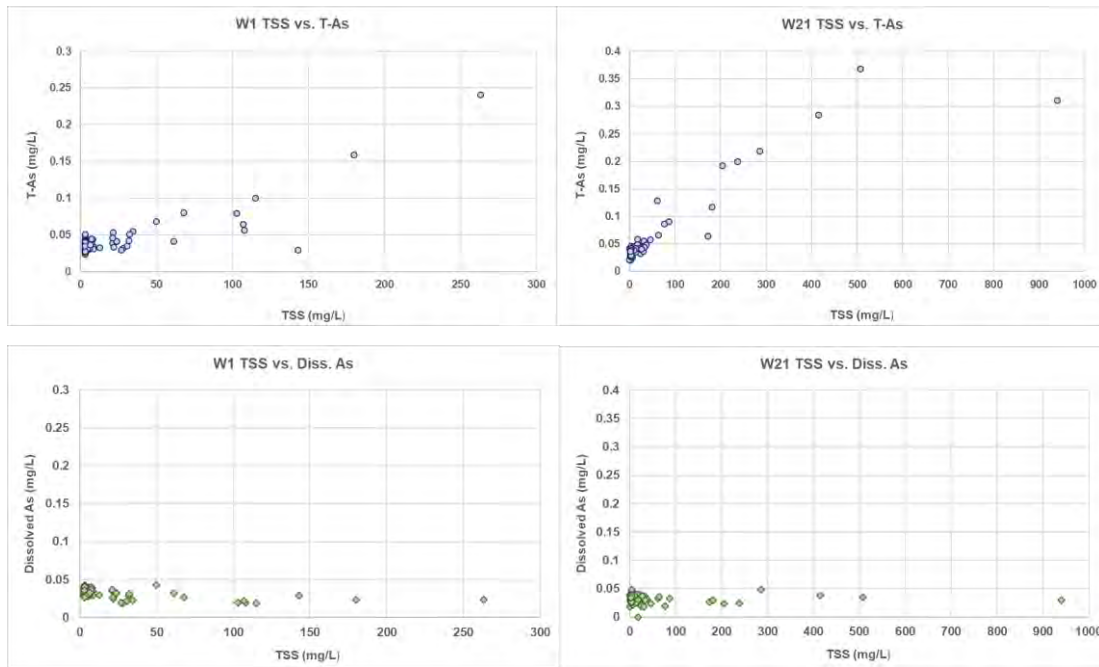 W1 TSS vs. T-As
0.3
0.25
0.2
0.15
0.1
0.05
0
T-As (mg/L)
0 50 100 150 200 250 300
TSS (mg/L)
W21 TSS vs. T-As
0.4
0.35
0.3
0.25
0.2
0.15
0.1
0.05
0
T-As (mg/L)
0 100 200 300 400 500 600 700 800 900 1000
TSS (mg/L)
W1 TSS vs. Diss. As
0.3
0.25
0.2
0.15
0.1
0.05
0
Dissolved As (mg/L)
0 50 100 150 200 250 300
TSS (mg/L)
W21 TSS vs. Diss. As
0.4
0.35
0.3
0.25
0.2
0.15
0.1
0.05
0
Dissolved As (mg/L)
0 100 200 300 400 500 600 700 800 900 1000
TSS (mg/L)